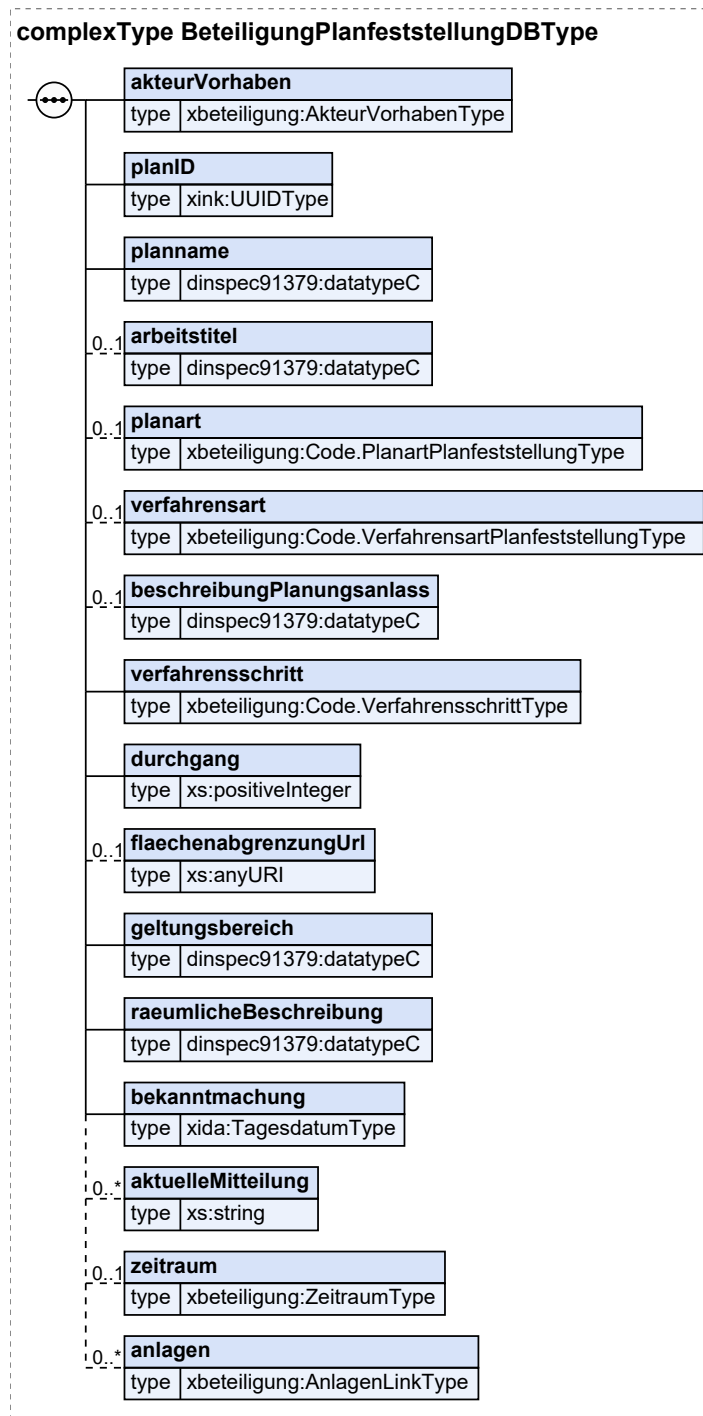 complexType BeteiligungPlanfeststellungDBType
akteurVorhaben
type xbeteiligung:AkteurVorhabenType
planID
type xink:UUIDType
planname
type dinspec91379:datatypeC
0..1 arbeitstitel
type dinspec91379:datatypeC
0..1 planart
type xbeteiligung:Code.PlanartPlanfeststellungType
0..1 verfahrensart
type xbeteiligung:Code.VerfahrensartPlanfeststellungType
0..1 beschreibungPlanungsanlass
type dinspec91379:datatypeC
verfahrensschritt
type xbeteiligung:Code.VerfahrensschrittType
durchgang
type xs:positiveInteger
0..1 flaechenabgrenzungUrl
type xs:anyURI
geltungsbereich
type dinspec91379:datatypeC
raeumlicheBeschreibung
type dinspec91379:datatypeC
bekanntmachung
type xida:TagesdatumType
0..* aktuelleMitteilung
type xs:string
0..1 zeitraum
type xbeteiligung:ZeitraumType
0..* anlagen
type xbeteiligung:AnlagenLinkType